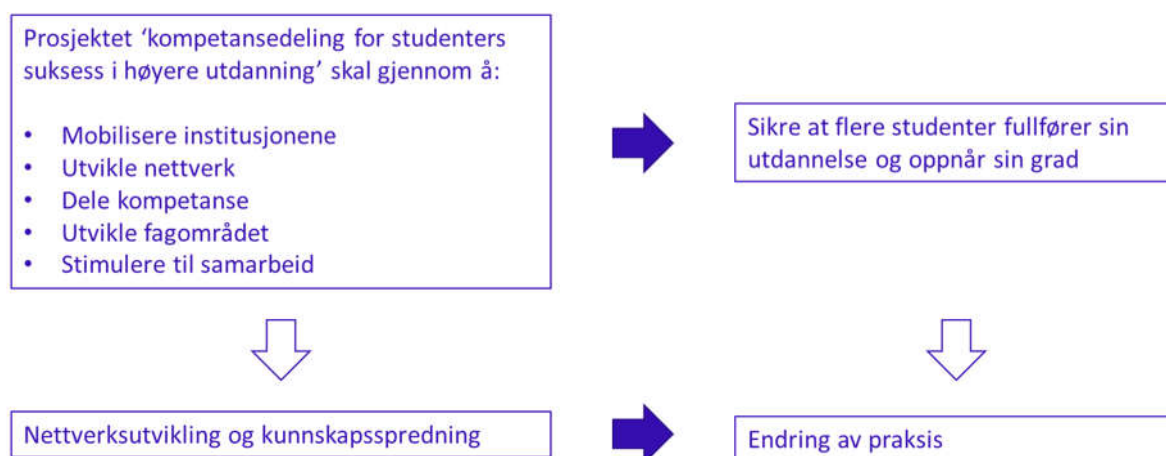 Prosjektet ‘kompetansedeling for studenters
suksess i høyere utdanning’ skal gjennom å:
• Mobilisere institusjonene
• Utvikle nettverk
• Dele kompetanse
• Utvikle fagområdet
• Stimulere til samarbeid
Sikre at flere studenter fullfører sin
utdannelse og oppnår sin grad
Nettverksutvikling og kunnskapsspredning
Endring av praksis